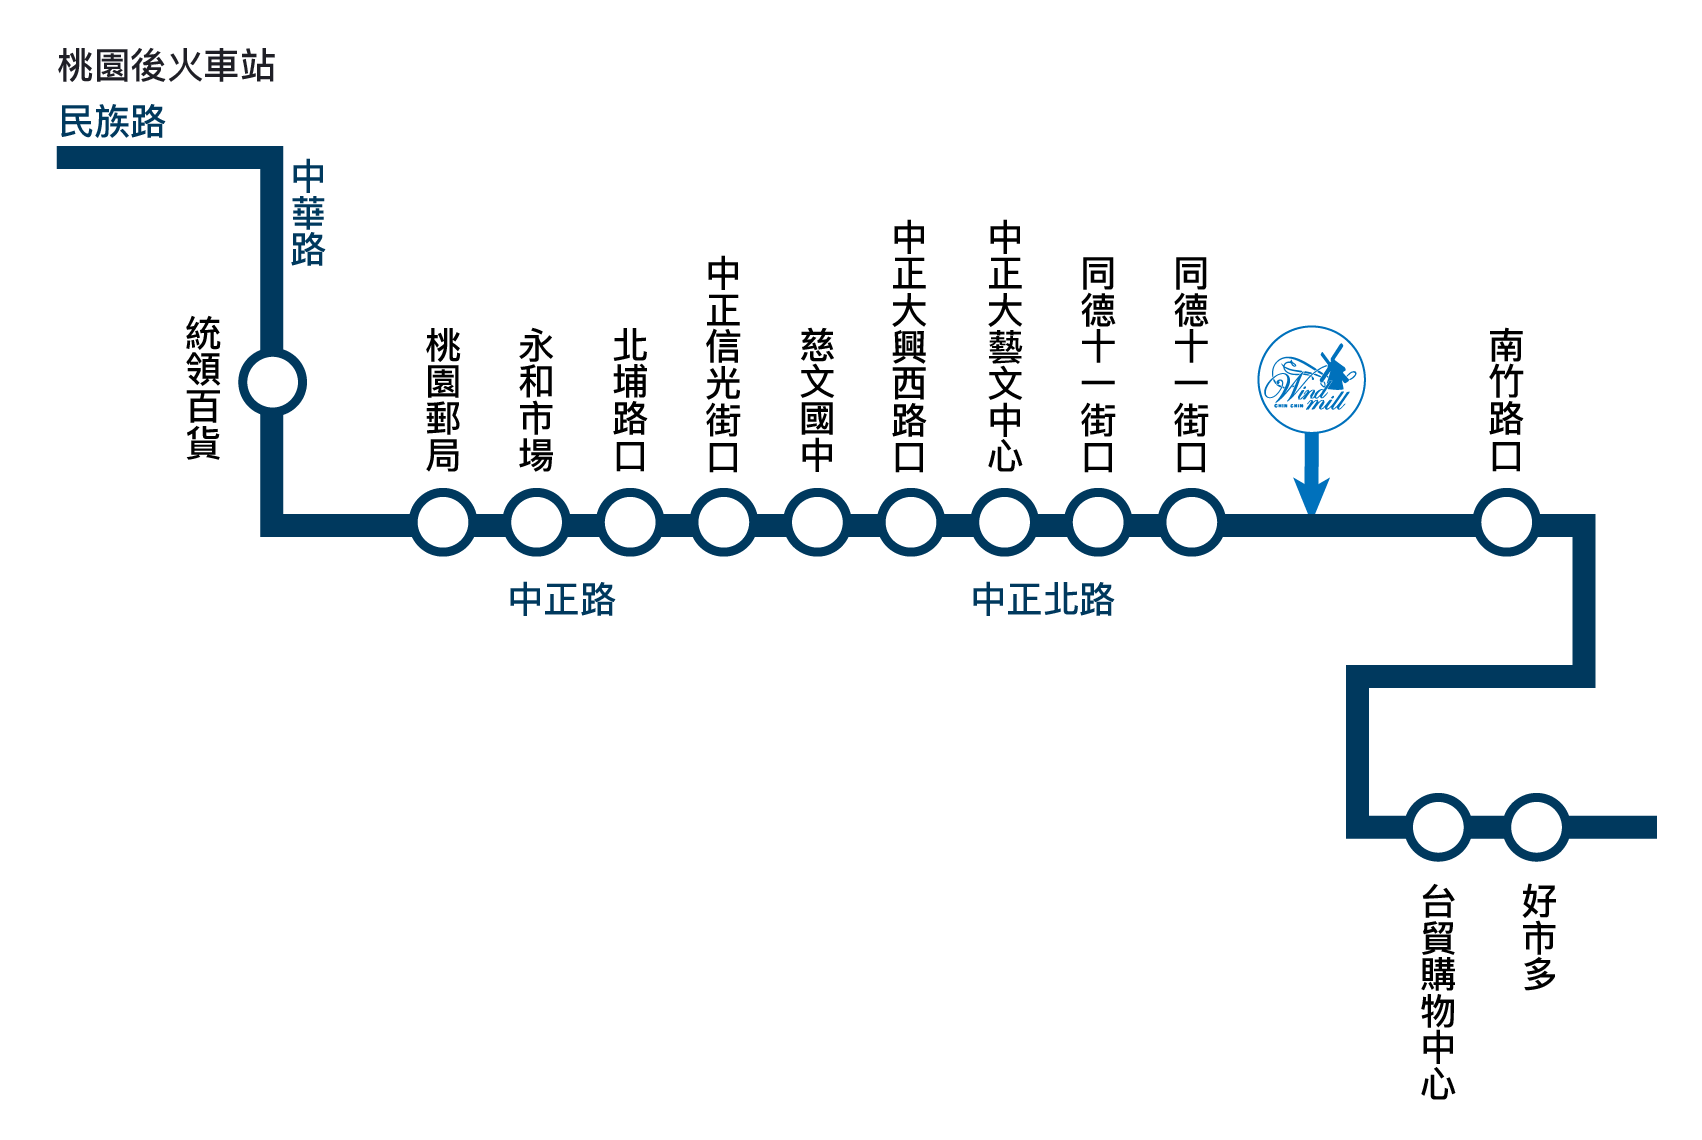 桃園後火車站
民族路
中華路
統領百貨
桃園郵局
永和市場
北埔路口
中正信光街口
慈文國中
中正大興西路口
中正大藝文中心
同德十一街口
同德十一街口
Wind
mill
CHIN CHIN
南竹路口
中正路
中正北路
台貿購物中心
好市多